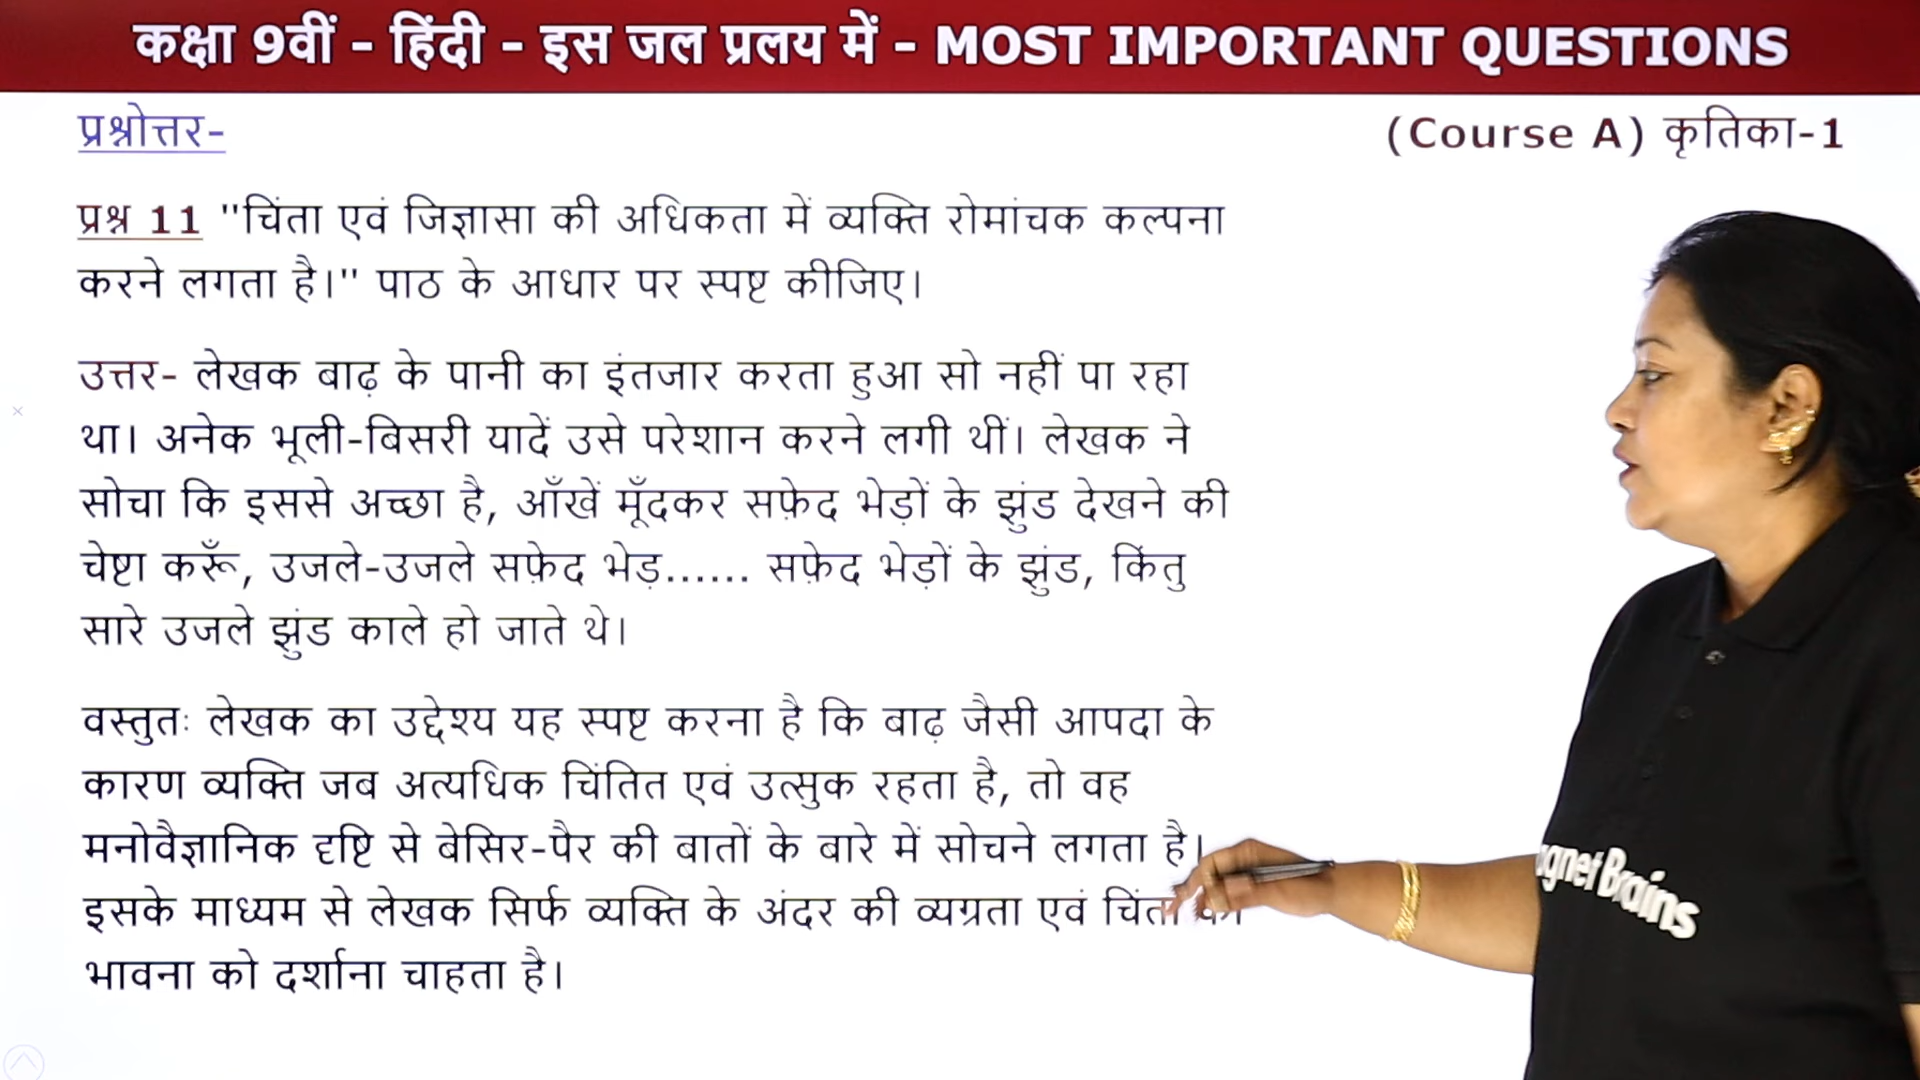 कक्षा 9वीं - हिंदी - इस जल प्रलय में - MOST IMPORTANT QUESTIONS
प्रश्नोत्तर-
(Course A) कृतिका-1
प्रश्न 11 "चिंता एवं जिज्ञासा की अधिकता में व्यक्ति रोमांचक कल्पना
करने लगता है।" पाठ के आधार पर स्पष्ट कीजिए।
उत्तर- लेखक बाढ़ के पानी का इंतजार करता हुआ सो नहीं पा रहा
था। अनेक भूली-बिसरी यादें उसे परेशान करने लगी थीं। लेखक ने
सोचा कि इससे अच्छा है, आँखें मूँदकर सफ़ेद भेड़ों के झुंड देखने की
चेष्टा करूँ, उजले-उजले सफ़ेद भेड़...... सफ़ेद भेड़ों के झुंड, किंतु
सारे उजले झुंड काले हो जाते थे।
वस्तुतः लेखक का उद्देश्य यह स्पष्ट करना है कि बाढ़ जैसी आपदा के
कारण व्यक्ति जब अत्यधिक चिंतित एवं उत्सुक रहता है, तो वह
मनोवैज्ञानिक दृष्टि से बेसिर-पैर की बातों के बारे में सोचने लगता है।
इसके माध्यम से लेखक सिर्फ व्यक्ति के अंदर की व्यग्रता एवं चिंता
भावना को दर्शाना चाहता है।
gnet Brains